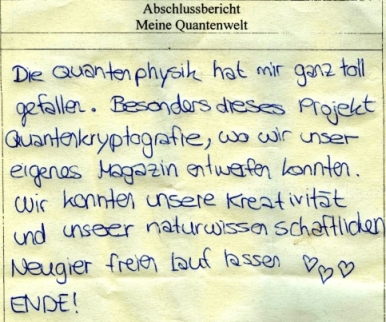 Abschlussbericht
Meine Quantenwelt
Die Quantenphysik hat mir ganz toll
gefallen. Besonders dieses Projekt
Quantenkryptografie, wo wir unser
eigenes Magazin entwerfen konnten.
Wir konnten unsere Kreativität
und unseer naturwissenschaftlichen
Neugier freien lauf lassen ♡♡♡
ENDE!